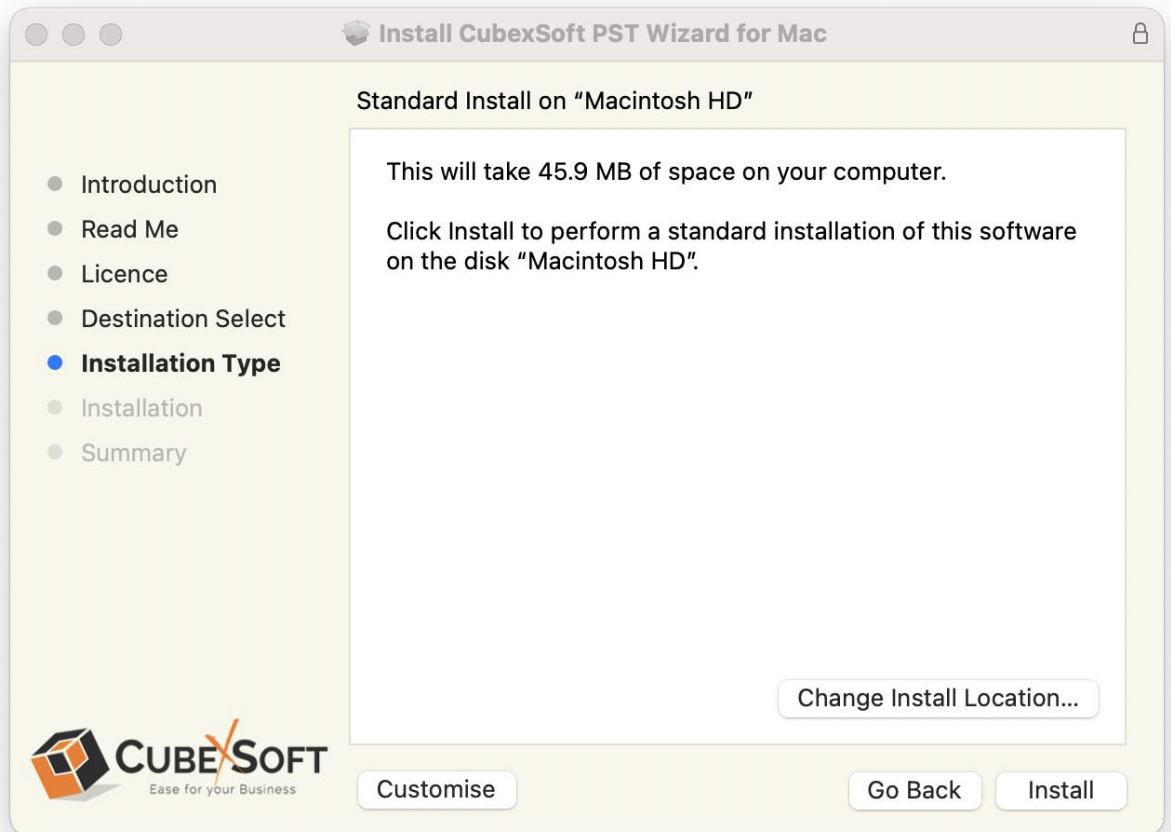 Install CubexSoft PST Wizard for Mac
Standard Install on “Macintosh HD”
Introduction
Read Me
Licence
Destination Select
Installation Type
Installation
Summary
This will take 45.9 MB of space on your computer.
Click Install to perform a standard installation of this software
on the disk “Macintosh HD”.
Change Install Location...
CUBEXSOFT
Ease for your Business
Customise
Go Back
Install